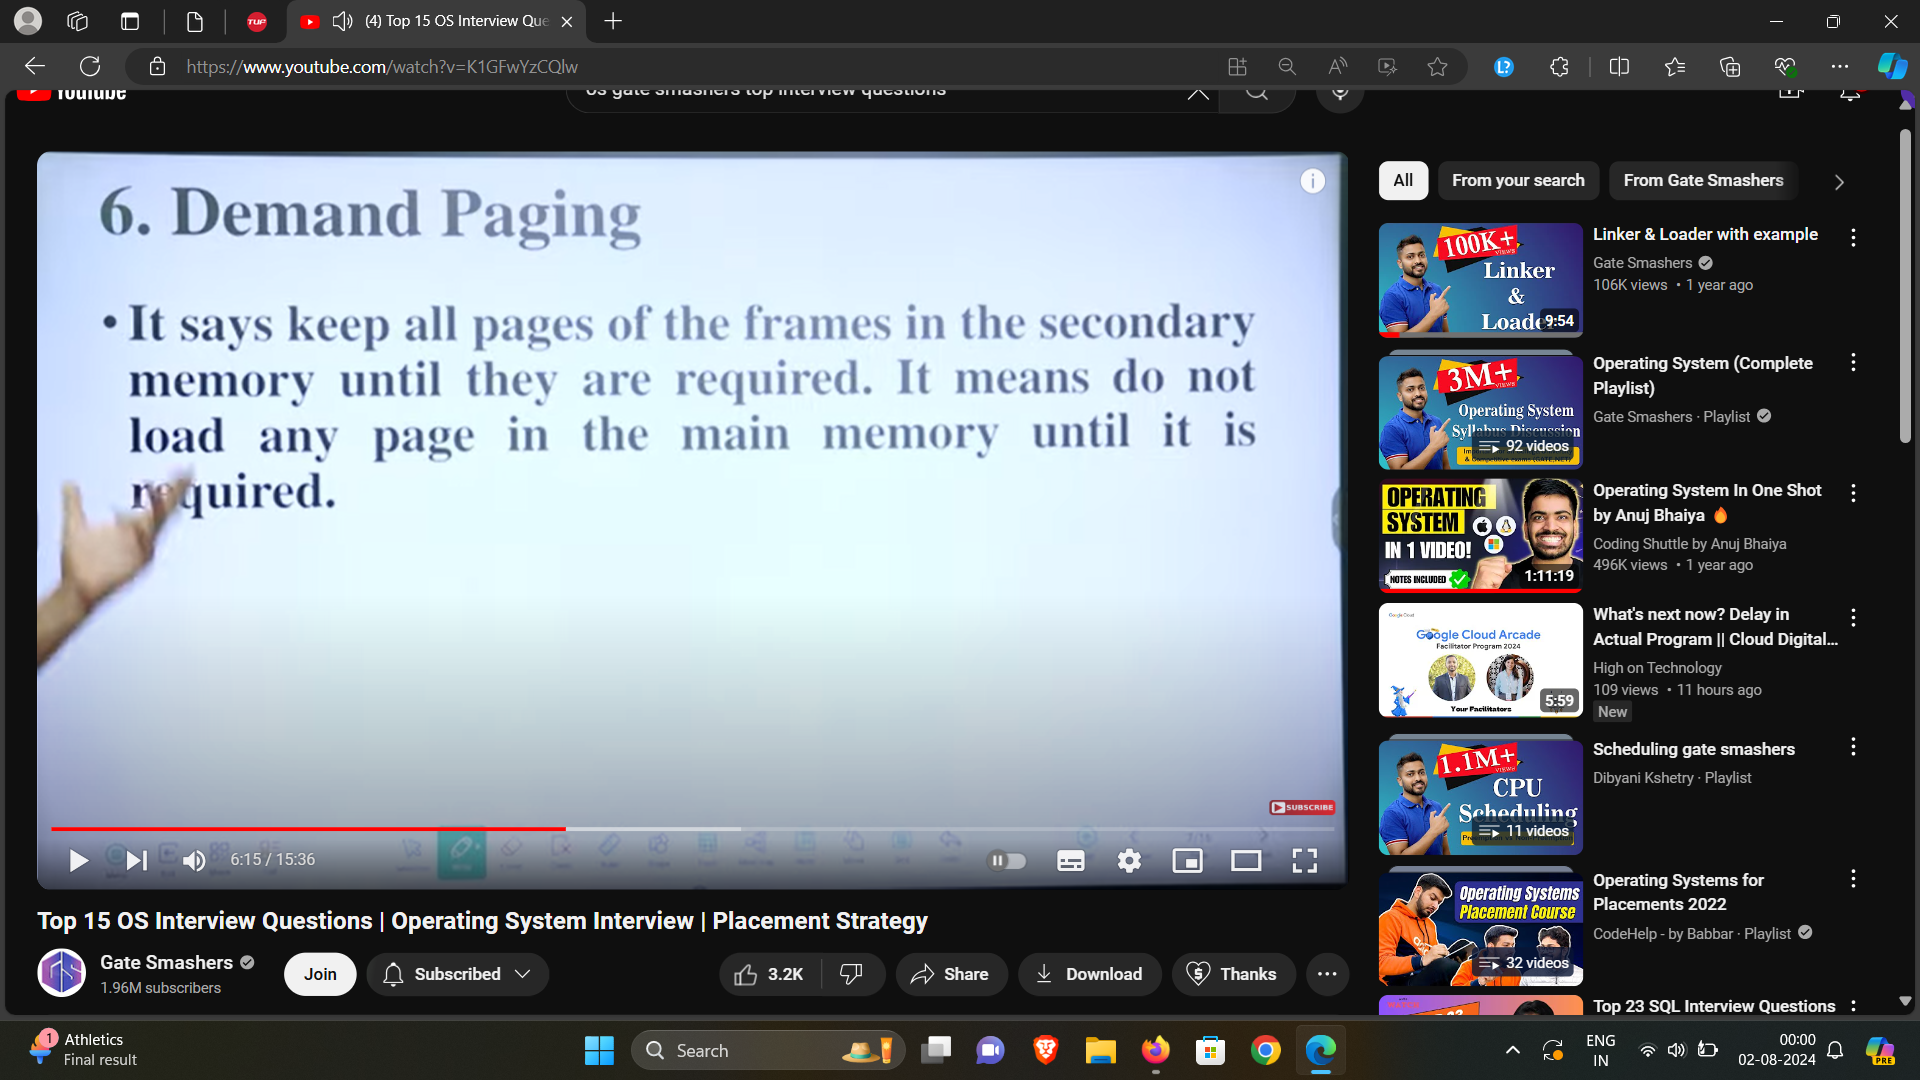 (4) Top 15 OS Interview Que
https://www.youtube.com/watch?v=K1GFwYzCQlw
YouTube
os gate smashers top interview questions
6. Demand Paging
• It says keep all pages of the frames in the secondary
memory until they are required. It means do not
load any page in the main memory until it is
required.
SUBSCRIBE
7/15
6:15 / 15:36
Top 15 OS Interview Questions | Operating System Interview | Placement Strategy
Gate Smashers
1.96M subscribers
Join
Subscribed
3.2K
Share
Download
Thanks
All
From your search
From Gate Smashers
100K+
VIEWS
Linker
&
Loader
9:54
Linker & Loader with example
Gate Smashers
106K views • 1 year ago
3M+
VIEWS
Operating System
Syllabus Discussion
92 videos
Operating System (Complete
Playlist)
Gate Smashers · Playlist
OPERATING
SYSTEM
IN 1 VIDEO!
NOTES INCLUDED
1:11:19
Operating System In One Shot
by Anuj Bhaiya
Coding Shuttle by Anuj Bhaiya
496K views • 1 year ago
Google Cloud
Google Cloud Arcade
Facilitator Program 2024
Your Facilitators
5:59
What's next now? Delay in
Actual Program || Cloud Digital...
High on Technology
109 views • 11 hours ago
New
1.1M+
VIEWS
CPU
Scheduling
11 videos
Scheduling gate smashers
Dibyani Kshetry · Playlist
Operating Systems
Placement Course
32 videos
Operating Systems for
Placements 2022
CodeHelp - by Babbar · Playlist
Top 23 SQL Interview Questions
1
Athletics
Final result
Search
ENG
IN
00:00
02-08-2024
PRE